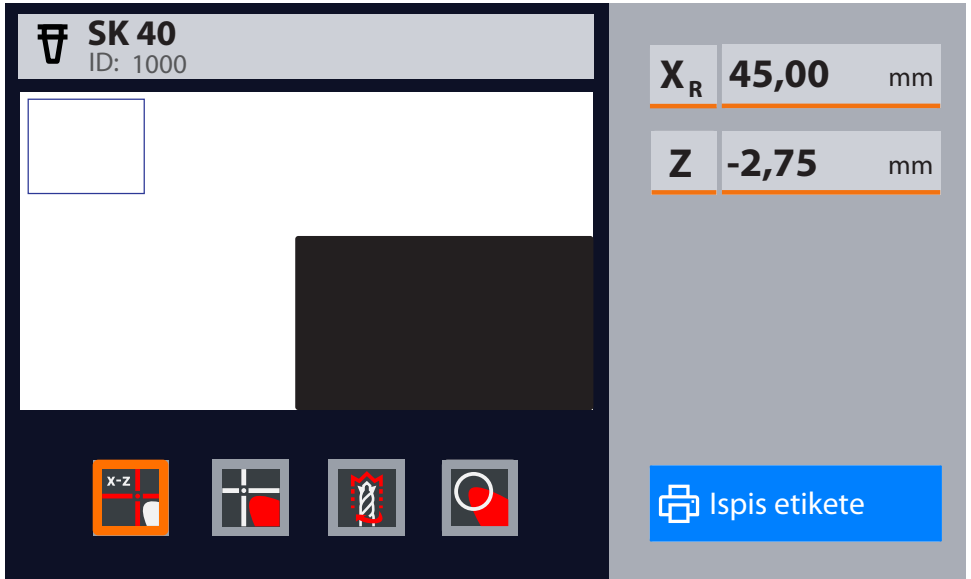 SK 40
ID: 1000
X R 45,00 mm
Z -2,75 mm
X-Z
Ispis etikete